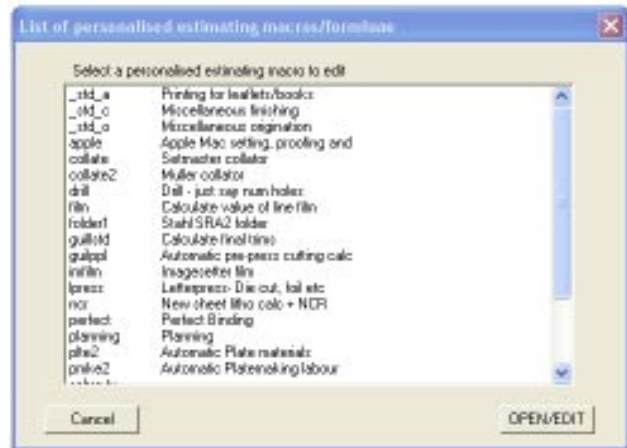 List of personalised estimating macros/formluae
Select a personalised estimating macro to edit
_std_a Printing for leaflets/books
_std_c Miscellaneous finishing
_std_o Miscellaneous origination
apple Apple Mac setting, proofing and
collate Setmaster collator
collate2 Muller collator
drill Drill - just say num holes
film Calculate value of line film
folder1 Stahl SRA2 folder
guillstd Calculate final trims
guilppl Automatic pre-press cutting calc
imfilm Imagesetter film
lpress Letterpress- Die cut, foil etc
ncr New sheet litho calc + NCR
perfect Perfect Binding
planning Planning
plte2 Automatic Plate materials
pmke2 Automatic Platemaking labour
Cancel
OPEN/EDIT